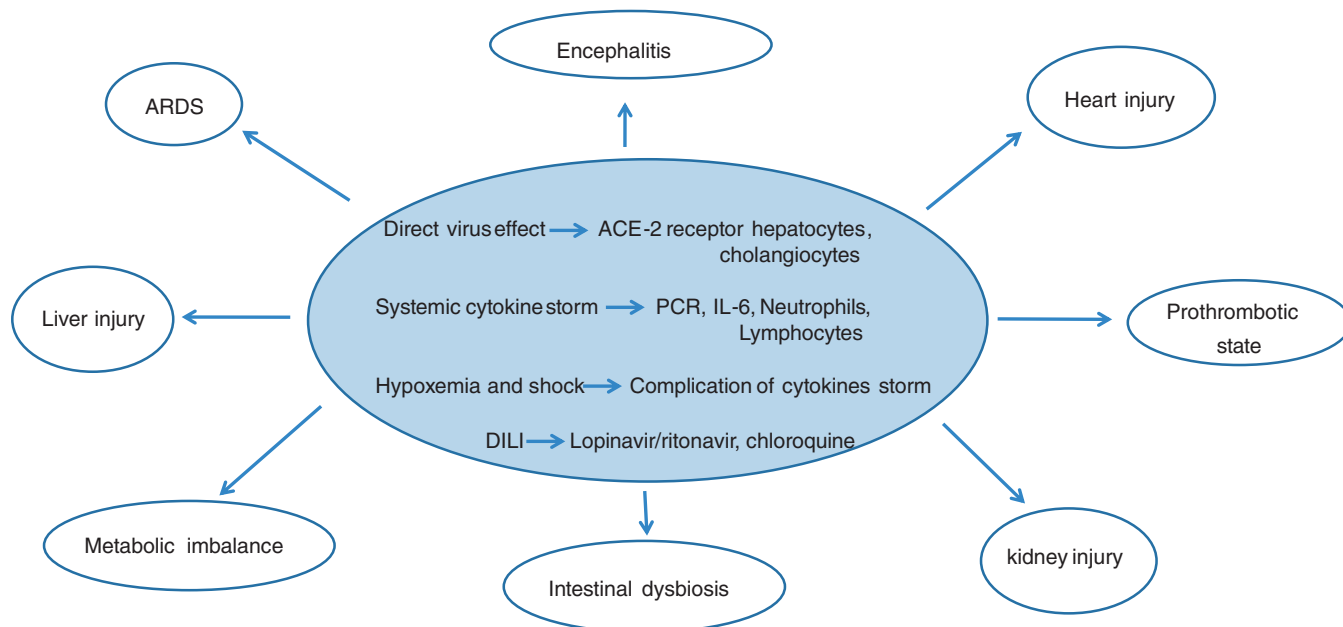 Encephalitis
ARDS
Heart injury
Direct virus effect → ACE-2 receptor hepatocytes,
cholangiocytes
Systemic cytokine storm → PCR, IL-6, Neutrophils,
Lymphocytes
Liver injury
Prothrombotic
state
Hypoxemia and shock → Complication of cytokines storm
DILI → Lopinavir/ritonavir, chloroquine
Metabolic imbalance
kidney injury
Intestinal dysbiosis